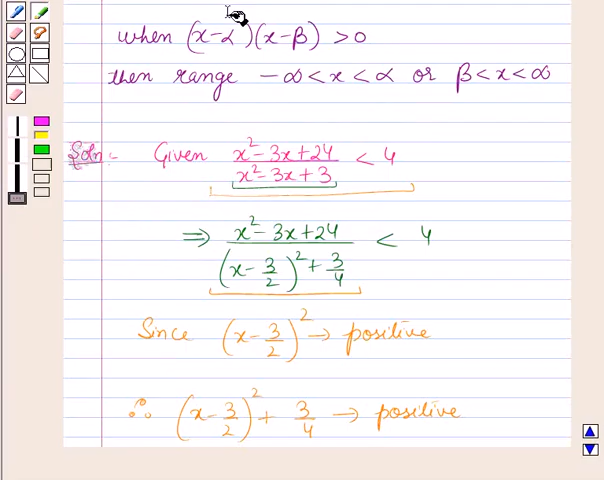 when (x-α)(x-β) > 0
then range -∞ < x < α or β < x < ∞
Soln:- Given (x²-3x+24)/(x²-3x+3) < 4
⇒ (x²-3x+24)/((x-3/2)²+3/4) < 4
Since (x-3/2)² → positive
∴ (x-3/2)² + 3/4 → positive